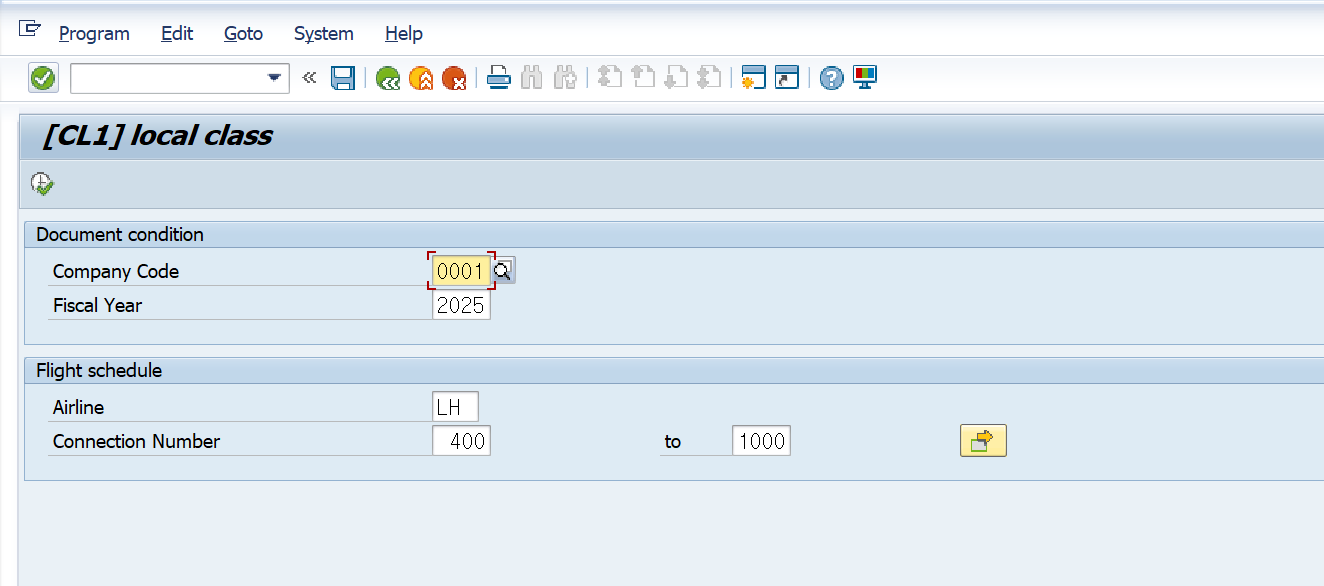 Program Edit Goto System Help
[CL1] local class
Document condition
Company Code 0001
Fiscal Year 2025
Flight schedule
Airline LH
Connection Number 400 to 1000